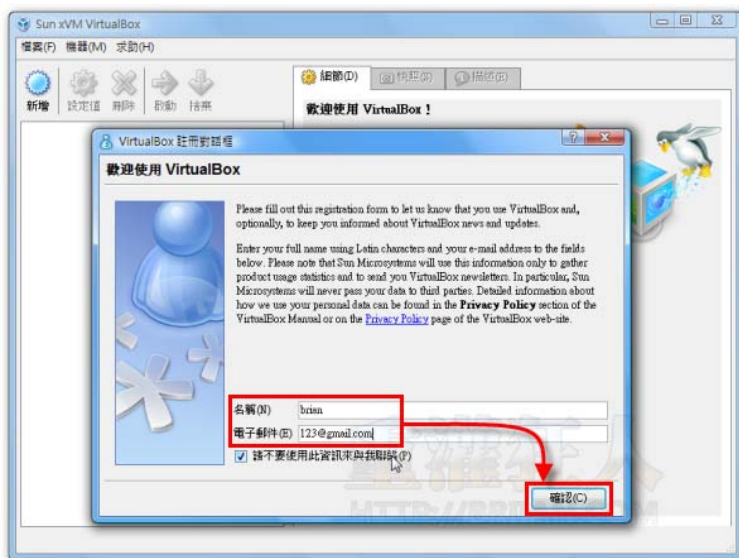 Sun xVM VirtualBox
檔案(F) 機器(M) 求助(H)
新增 設定值 刪除 啟動 捨棄
細節(D) 快照(S) 描述(E)
歡迎使用 VirtualBox！
VirtualBox 註冊對話框
歡迎使用 VirtualBox
Please fill out this registration form to let us know that you use VirtualBox and,
optionally, to keep you informed about VirtualBox news and updates.
Enter your full name using Latin characters and your e-mail address to the fields
below. Please note that Sun Microsystems will use this information only to gather
product usage statistics and to send you VirtualBox newsletters. In particular, Sun
Microsystems will never pass your data to third parties. Detailed information about
how we use your personal data can be found in the Privacy Policy section of the
VirtualBox Manual or on the Privacy Policy page of the VirtualBox web-site.
名稱(N) brian
電子郵件(E) 123@gmail.com
請不要使用此資訊來與我聯絡(P)
確認(C)